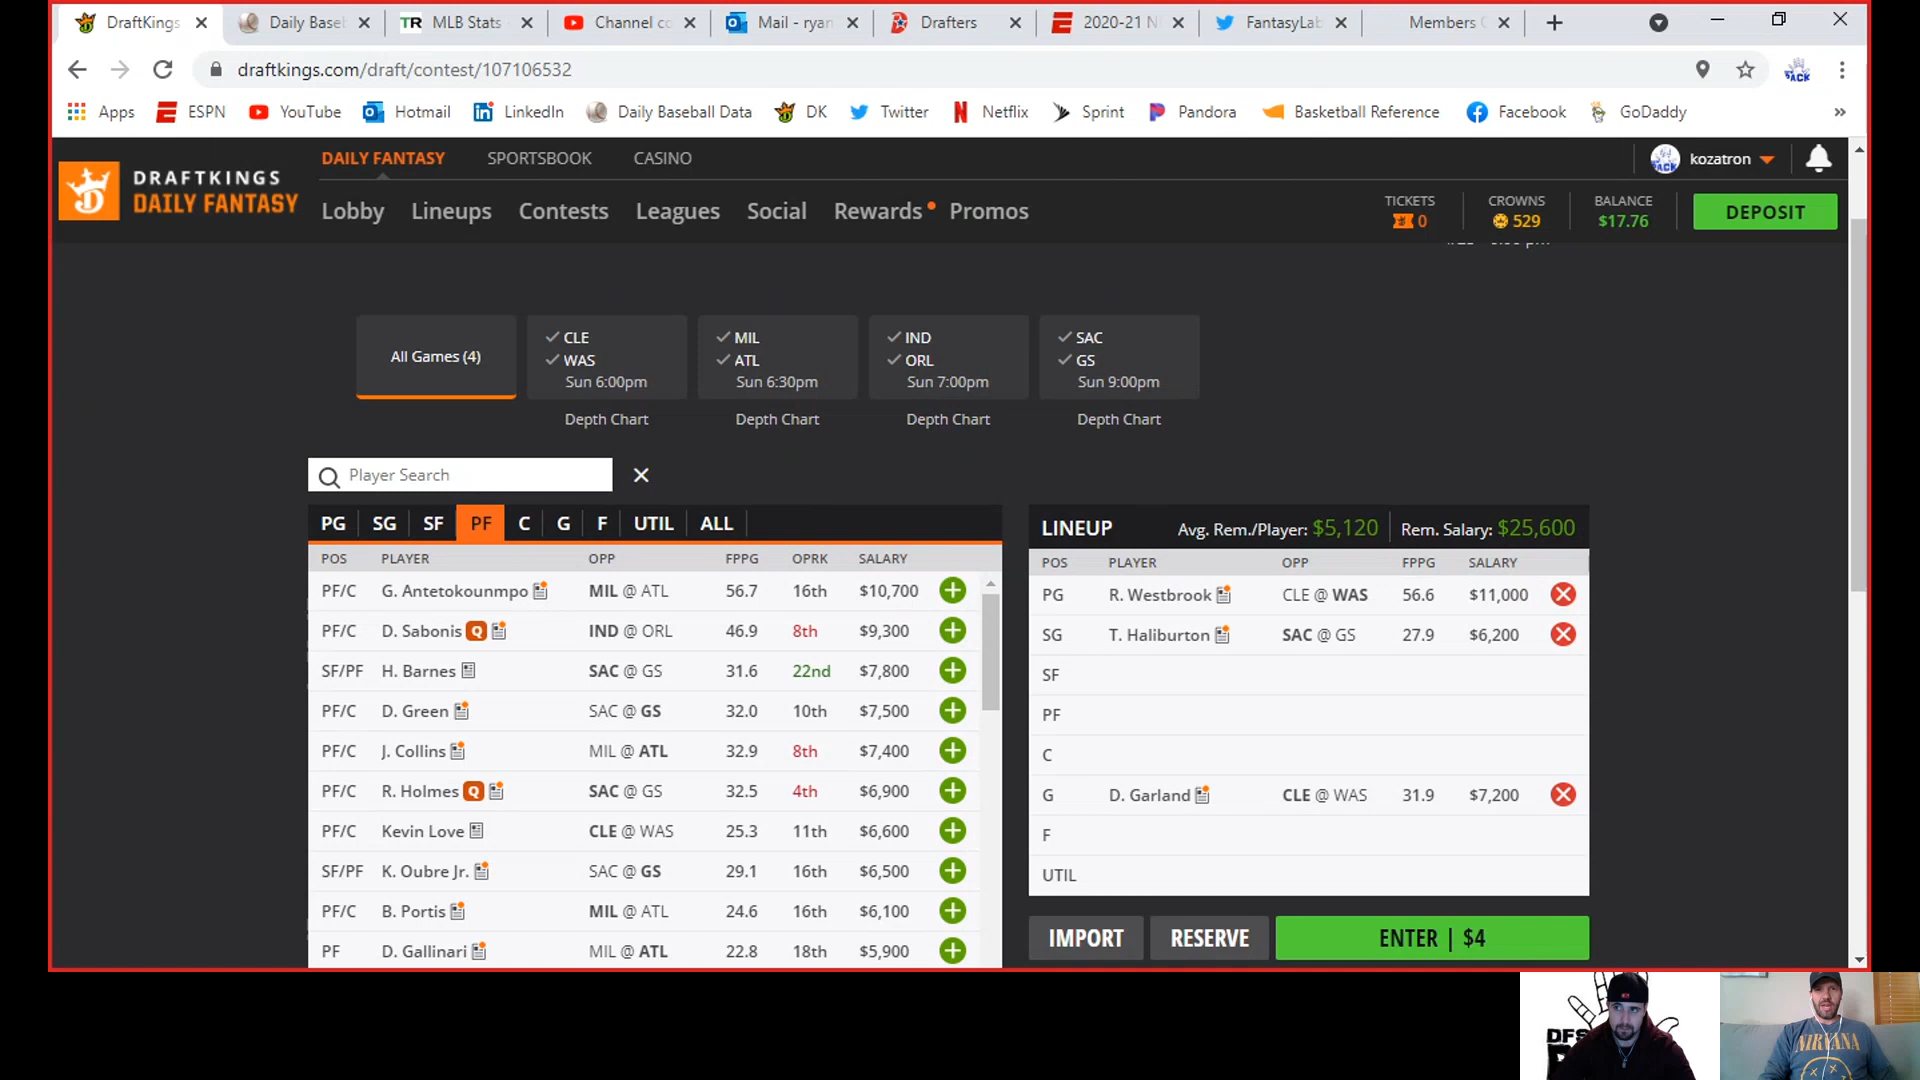 DraftKings
Daily Baseb
TR MLB Stats -
Channel co
Mail - ryan
Drafters
2020-21 N
FantasyLab
Members
draftkings.com/draft/contest/107106532
BACK
Apps
ESPN
YouTube
Hotmail
LinkedIn
Daily Baseball Data
DK
Twitter
Netflix
Sprint
Pandora
Basketball Reference
Facebook
GoDaddy
»
DRAFTKINGS
DAILY FANTASY
DAILY FANTASY SPORTSBOOK CASINO
kozatron
Lobby Lineups Contests Leagues Social Rewards Promos
TICKETS
0
CROWNS
529
BALANCE
$17.76
DEPOSIT
All Games (4)
CLE
WAS
Sun 6:00pm
Depth Chart
MIL
ATL
Sun 6:30pm
Depth Chart
IND
ORL
Sun 7:00pm
Depth Chart
SAC
GS
Sun 9:00pm
Depth Chart
Player Search
PG SG SF PF C G F UTIL ALL
POS PLAYER OPP FPPG OPRK SALARY
PF/C G. Antetokounmpo MIL @ ATL 56.7 16th $10,700
PF/C D. Sabonis Q IND @ ORL 46.9 8th $9,300
SF/PF H. Barnes SAC @ GS 31.6 22nd $7,800
PF/C D. Green SAC @ GS 32.0 10th $7,500
PF/C J. Collins MIL @ ATL 32.9 8th $7,400
PF/C R. Holmes Q SAC @ GS 32.5 4th $6,900
PF/C Kevin Love CLE @ WAS 25.3 11th $6,600
SF/PF K. Oubre Jr. SAC @ GS 29.1 16th $6,500
PF/C B. Portis MIL @ ATL 24.6 16th $6,100
PF D. Gallinari MIL @ ATL 22.8 18th $5,900
LINEUP Avg. Rem./Player: $5,120 Rem. Salary: $25,600
POS PLAYER OPP FPPG SALARY
PG R. Westbrook CLE @ WAS 56.6 $11,000
SG T. Haliburton SAC @ GS 27.9 $6,200
SF
PF
C
G D. Garland CLE @ WAS 31.9 $7,200
F
UTIL
IMPORT RESERVE ENTER | $4
DFS
NIRVANA